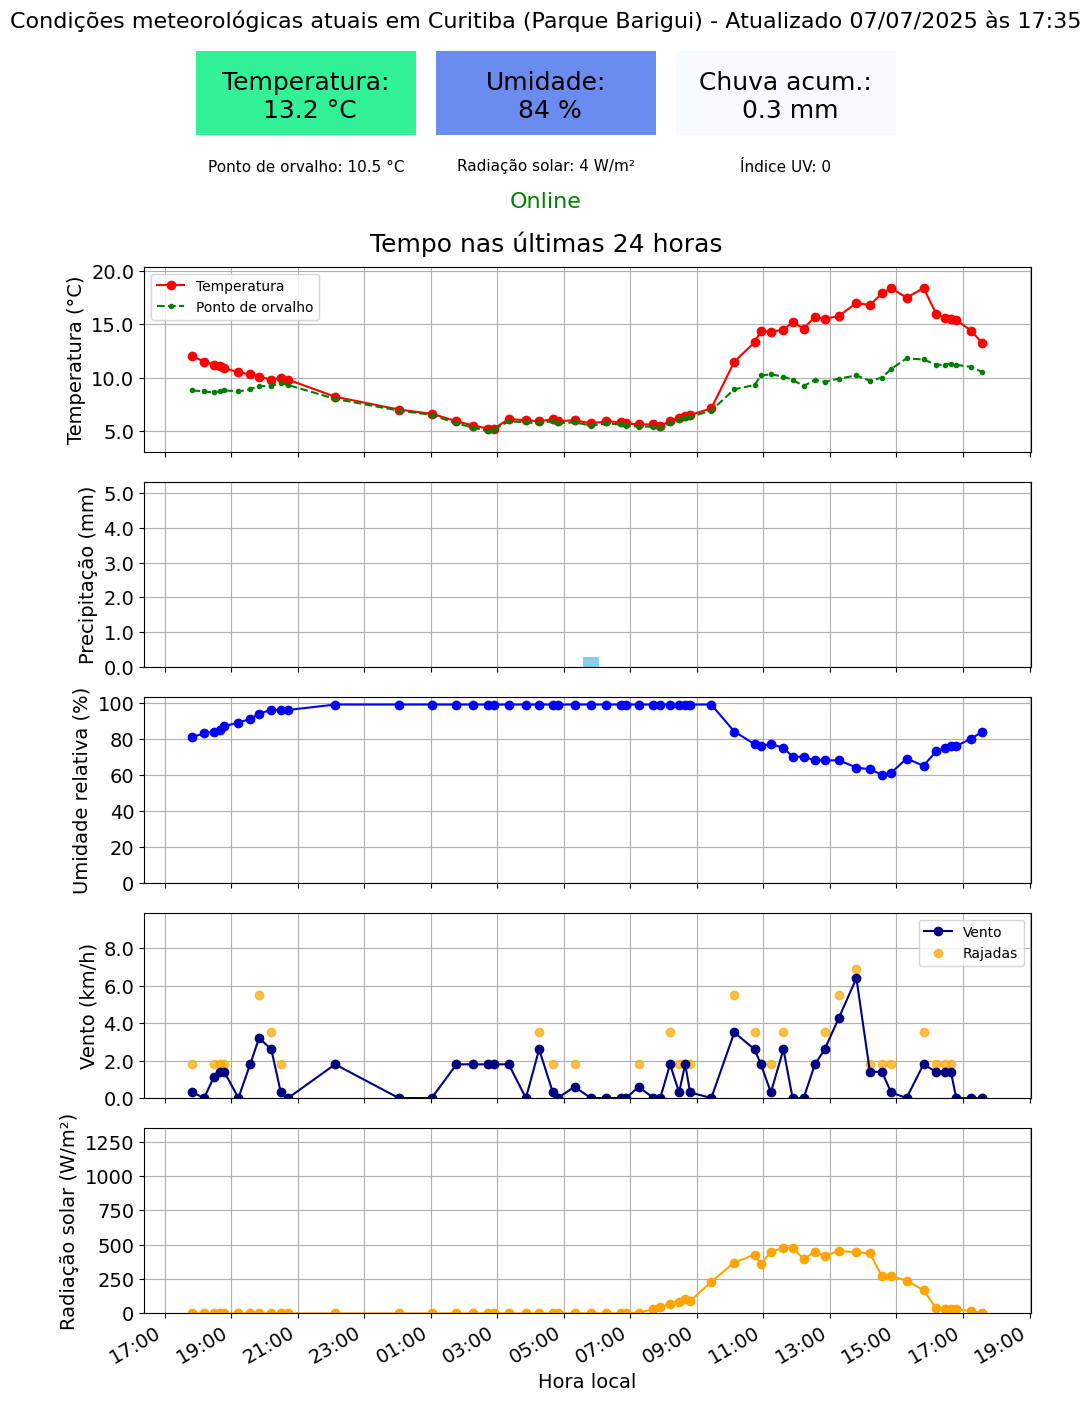 Condições meteorológicas atuais em Curitiba (Parque Barigui) - Atualizado 07/07/2025 às 17:35
Temperatura:
13.2 °C
Umidade:
84 %
Chuva acum.:
0.3 mm
Ponto de orvalho: 10.5 °C
Radiação solar: 4 W/m²
Índice UV: 0
Online
Tempo nas últimas 24 horas
Temperatura (°C)
20.0
15.0
10.0
5.0
Temperatura
Ponto de orvalho
Precipitação (mm)
5.0
4.0
3.0
2.0
1.0
0.0
Umidade relativa (%)
100
80
60
40
20
0
Vento (km/h)
8.0
6.0
4.0
2.0
0.0
Vento
Rajadas
Radiação solar (W/m²)
1250
1000
750
500
250
0
17:00
19:00
21:00
23:00
01:00
03:00
05:00
07:00
09:00
11:00
13:00
15:00
17:00
19:00
Hora local